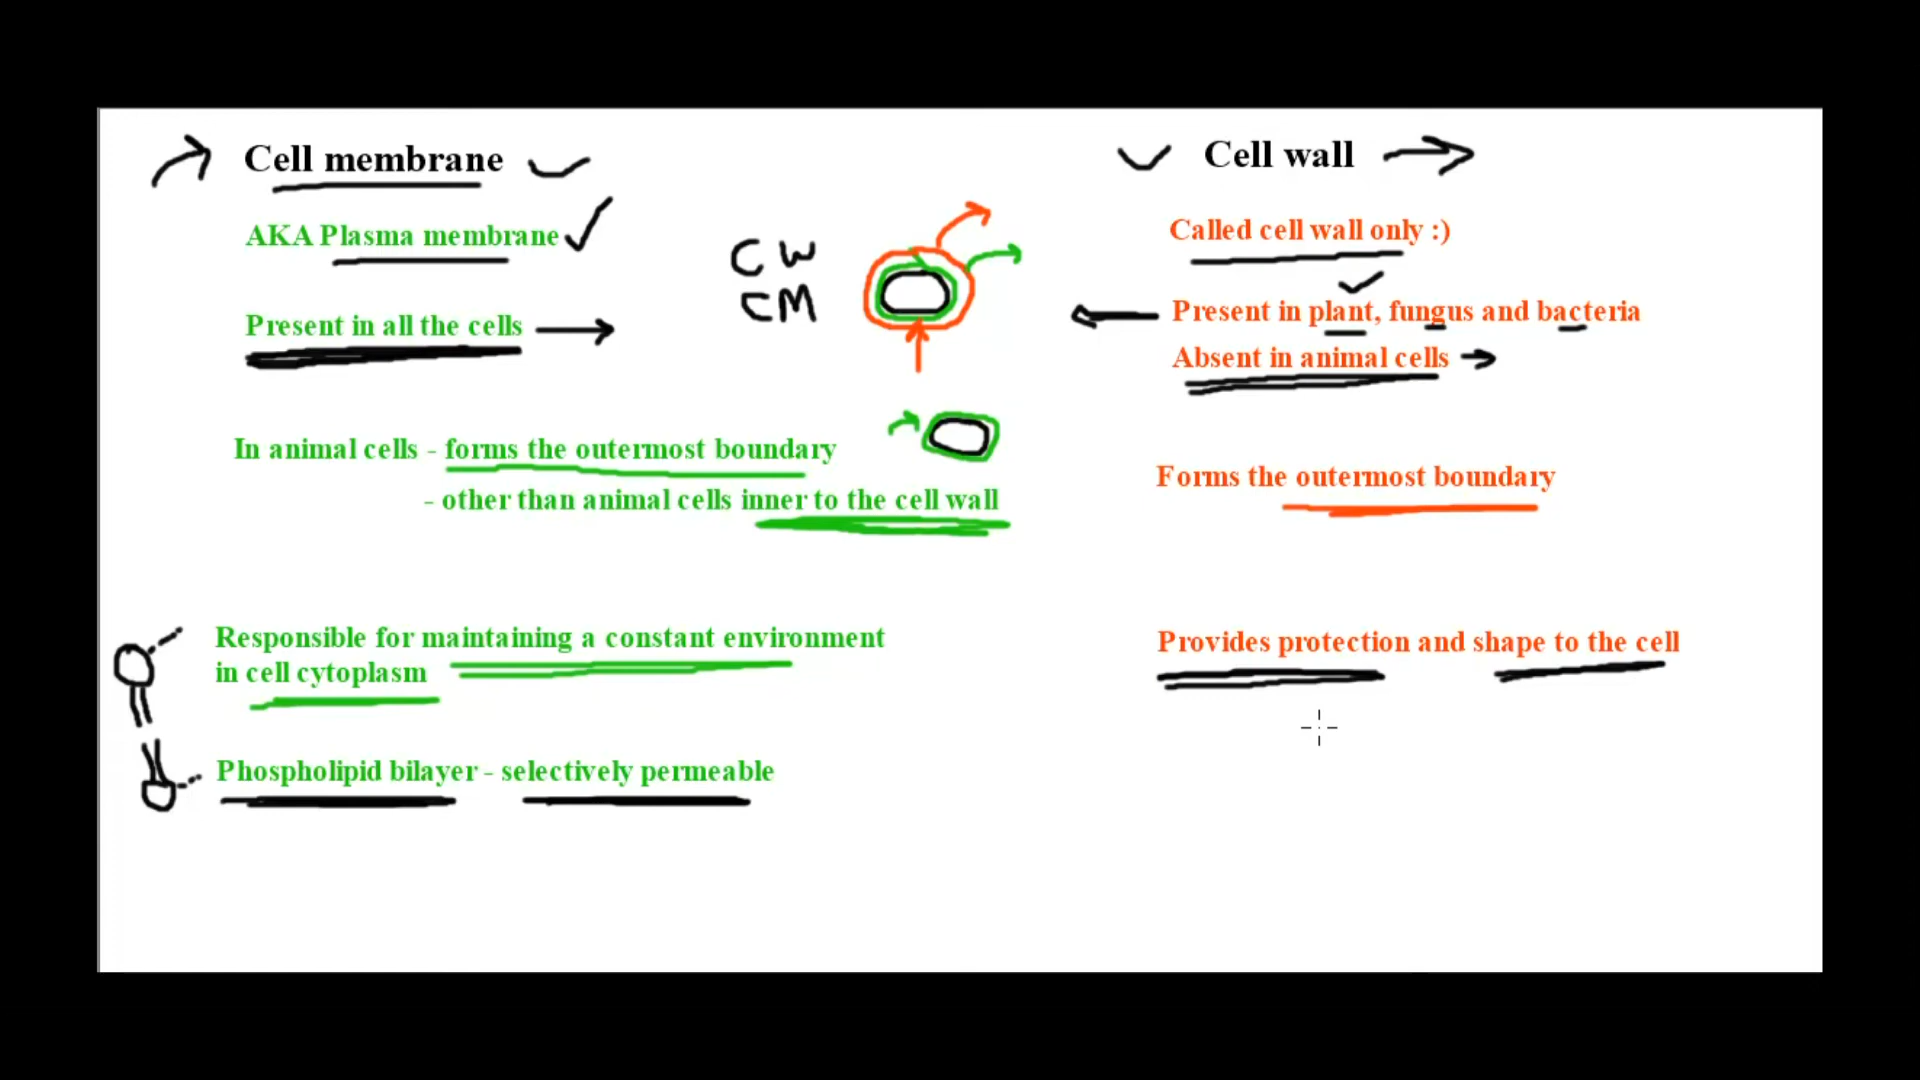 Cell membrane
AKA Plasma membrane
Present in all the cells
In animal cells - forms the outermost boundary
- other than animal cells inner to the cell wall
Responsible for maintaining a constant environment
in cell cytoplasm
Phospholipid bilayer - selectively permeable
CW
CM
Cell wall
Called cell wall only :)
Present in plant, fungus and bacteria
Absent in animal cells
Forms the outermost boundary
Provides protection and shape to the cell